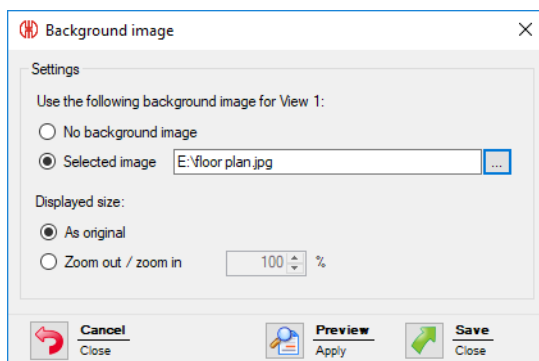 Background image
Settings
Use the following background image for View 1:
No background image
Selected image E:\floor plan.jpg ...
Displayed size:
As original
Zoom out / zoom in 100 %
Cancel Preview Save
Close Apply Close